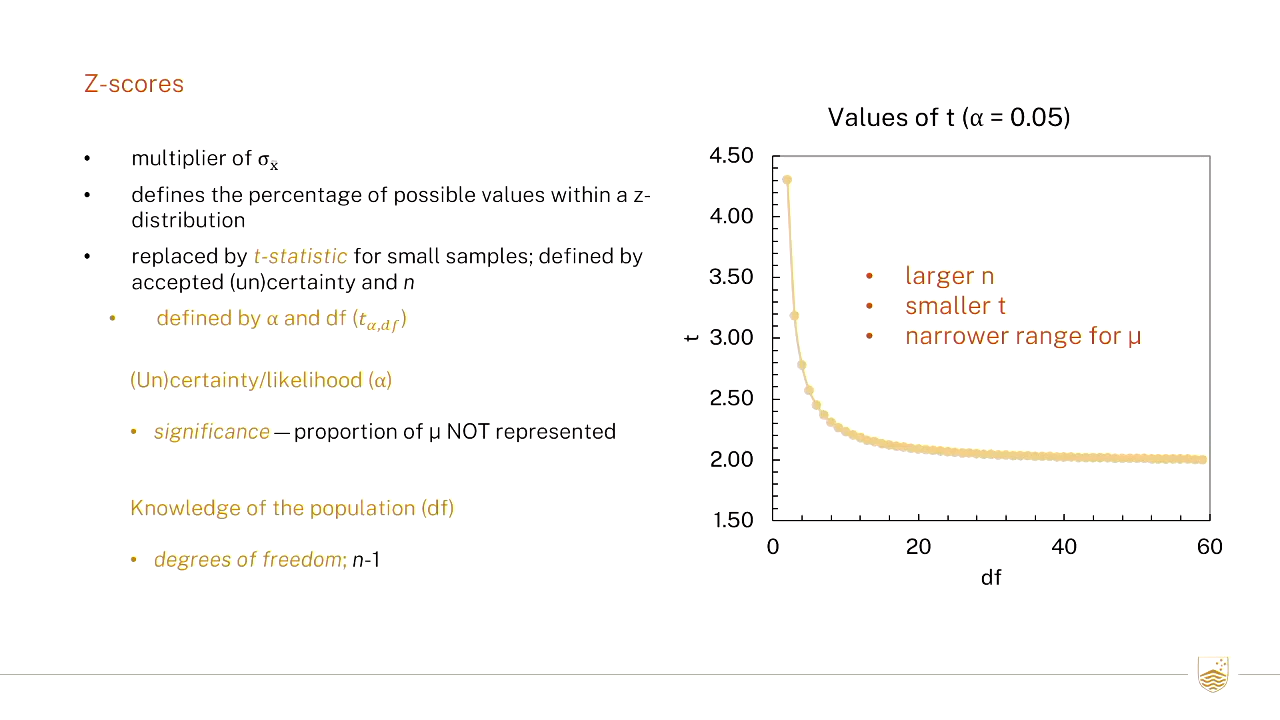 Z-scores
• multiplier of σx̄
• defines the percentage of possible values within a z-
distribution
• replaced by t-statistic for small samples; defined by
accepted (un)certainty and n
• defined by α and df (tα,df)
(Un)certainty/likelihood (α)
• significance—proportion of μ NOT represented
Knowledge of the population (df)
• degrees of freedom; n-1
Values of t (α = 0.05)
4.50
4.00
3.50
3.00
2.50
2.00
1.50
t
• larger n
• smaller t
• narrower range for μ
0 20 40 60
df